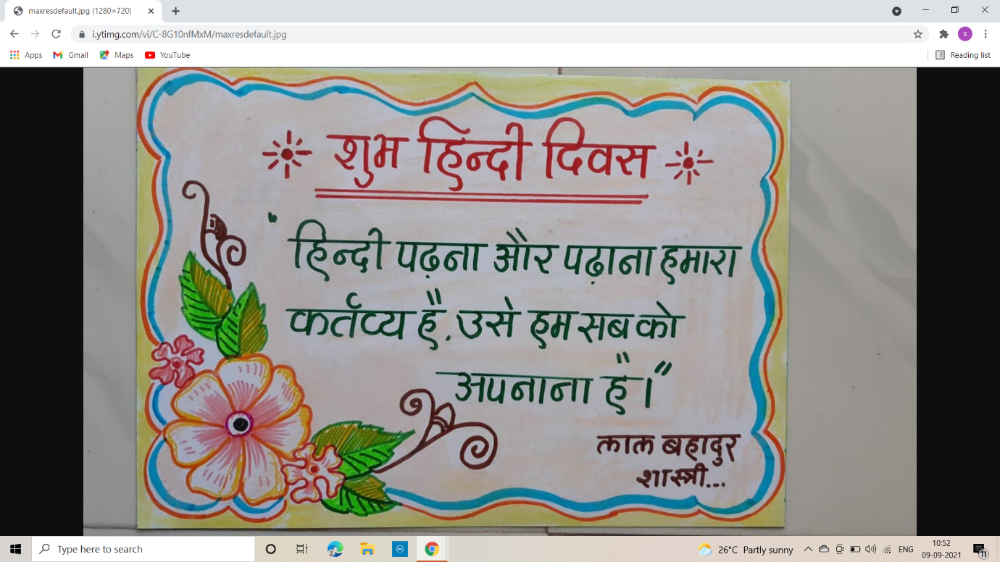 maxresdefault.jpg (1280×720)
i.ytimg.com/vi/C-8G10nfMxM/maxresdefault.jpg
S
Apps Gmail Maps YouTube Reading list
शुभ हिन्दी दिवस
"हिन्दी पढ़ना और पढ़ाना हमारा
कर्तव्य है, उसे हम सब को
अपनाना है।"
लाल बहादुर
शास्त्री...
Type here to search
26°C Partly sunny
ENG
10:52
09-09-2021
11